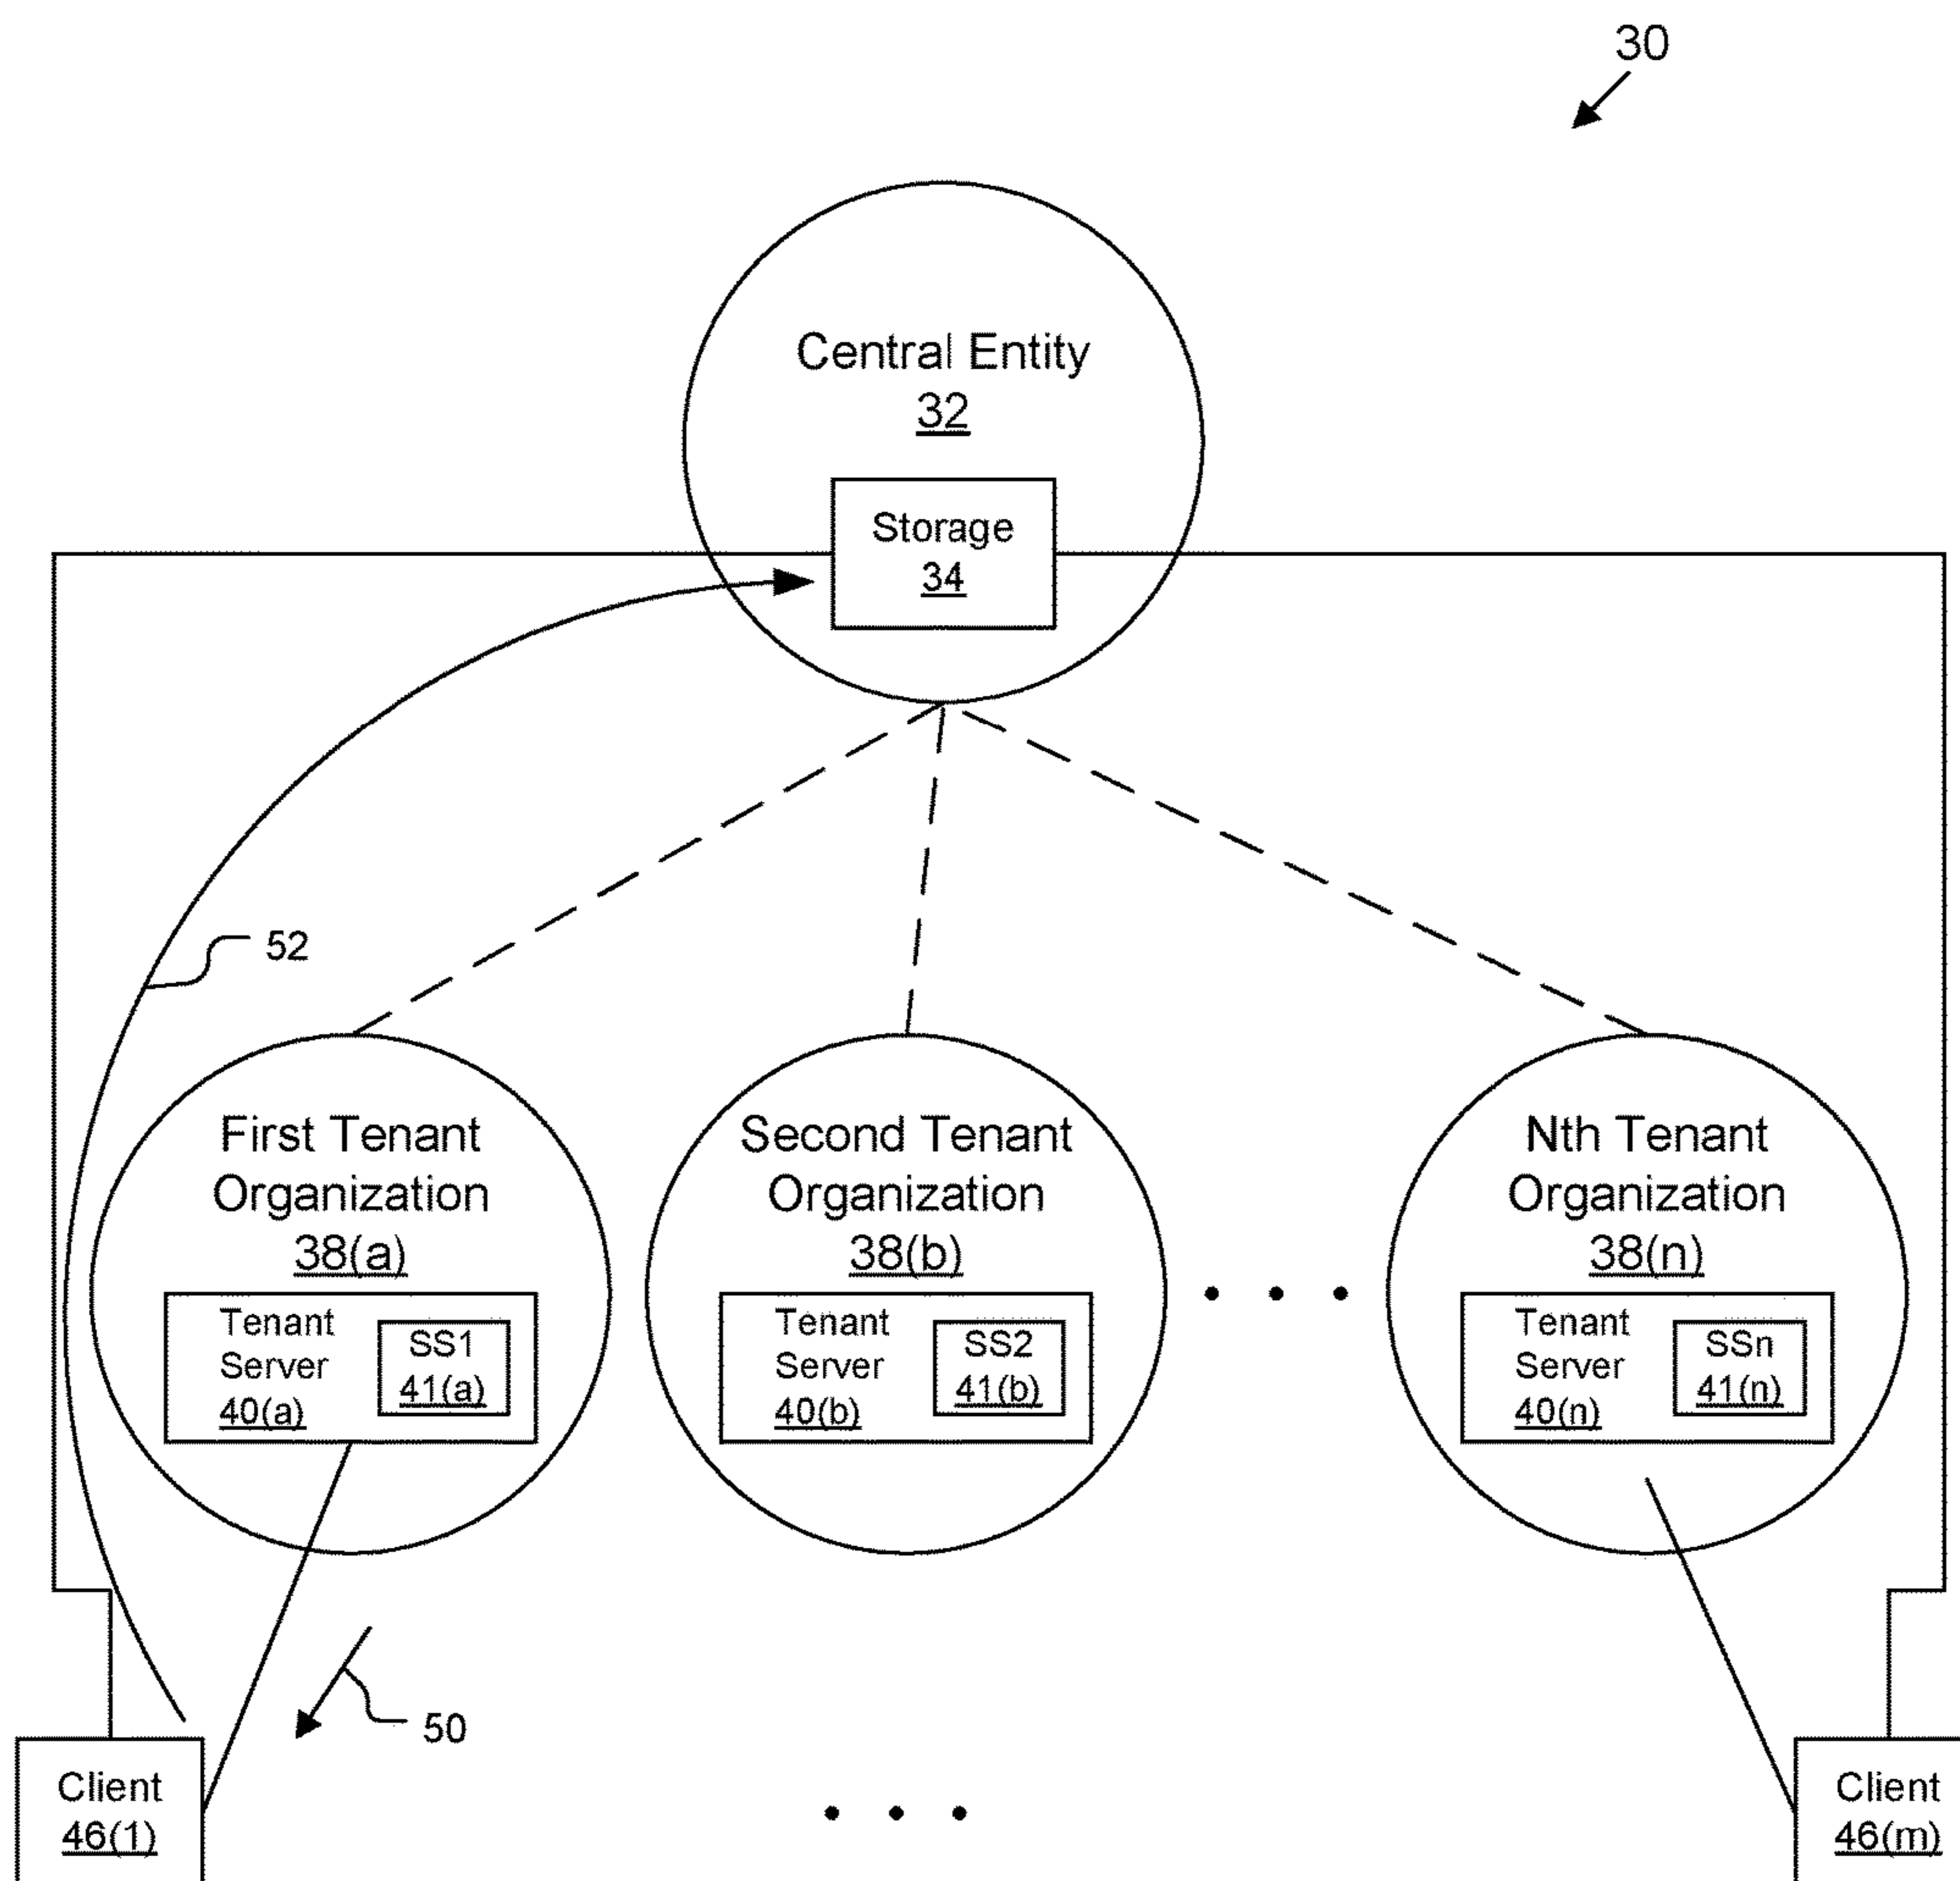 30
Central Entity
32
Storage
34
52
First Tenant
Organization
38(a)
Tenant
Server
40(a)
SS1
41(a)
Second Tenant
Organization
38(b)
Tenant
Server
40(b)
SS2
41(b)
Nth Tenant
Organization
38(n)
Tenant
Server
40(n)
SSn
41(n)
50
Client
46(1)
Client
46(m)